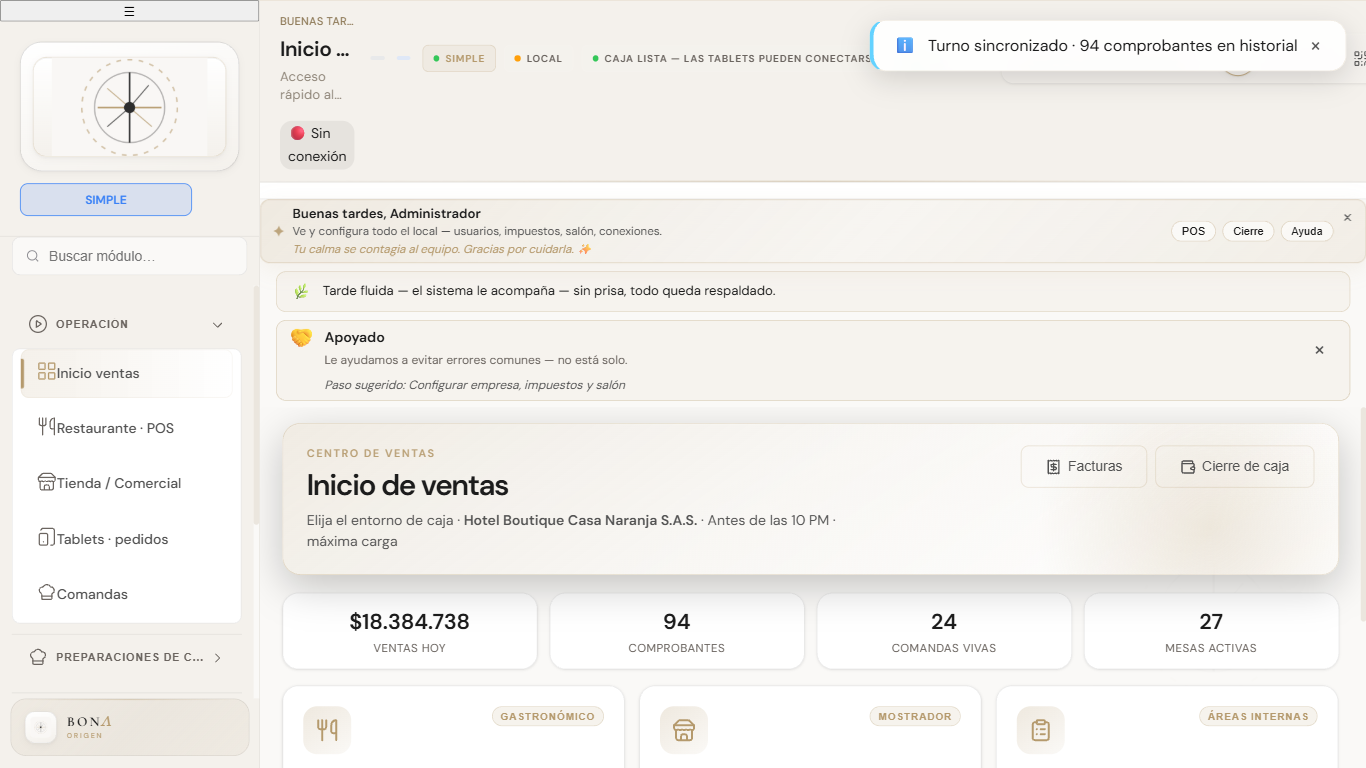 ☰
SIMPLE
Buscar módulo…
OPERACION
Inicio ventas
Restaurante · POS
Tienda / Comercial
Tablets · pedidos
Comandas
PREPARACIONES DE C…
BONA
ORIGEN
BUENAS TAR…
Inicio …
Acceso
rápido al…
Sin
conexión
SIMPLE
LOCAL
CAJA LISTA — LAS TABLETS PUEDEN CONECTARS
Turno sincronizado · 94 comprobantes en historial
Buenas tardes, Administrador
Ve y configura todo el local — usuarios, impuestos, salón, conexiones.
Tu calma se contagia al equipo. Gracias por cuidarla. ✨
POS
Cierre
Ayuda
Tarde fluida — el sistema le acompaña — sin prisa, todo queda respaldado.
Apoyado
Le ayudamos a evitar errores comunes — no está solo.
Paso sugerido: Configurar empresa, impuestos y salón
CENTRO DE VENTAS
Inicio de ventas
Elija el entorno de caja · Hotel Boutique Casa Naranja S.A.S. · Antes de las 10 PM ·
máxima carga
Facturas
Cierre de caja
$18.384.738
VENTAS HOY
94
COMPROBANTES
24
COMANDAS VIVAS
27
MESAS ACTIVAS
GASTRONÓMICO
MOSTRADOR
ÁREAS INTERNAS